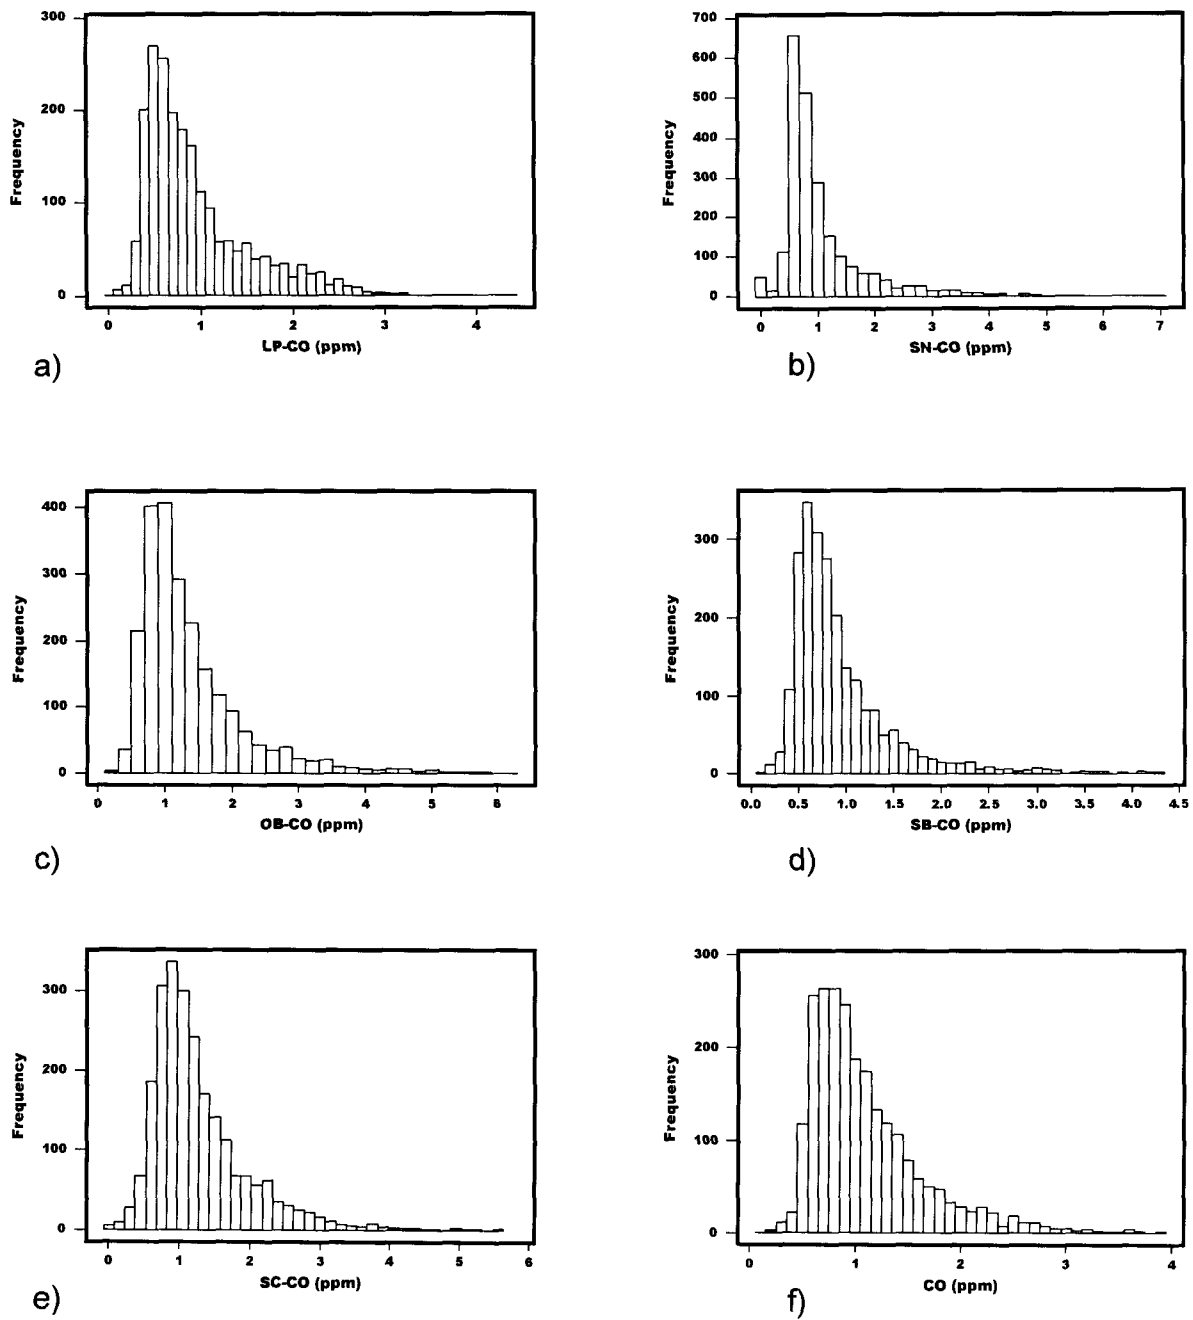 300
200
100
0
Frequency
0 1 2 3 4
LP-CO (ppm)
a)
700
600
500
400
300
200
100
0
Frequency
0 1 2 3 4 5 6 7
SN-CO (ppm)
b)
400
300
200
100
0
Frequency
0 1 2 3 4 5 6
OB-CO (ppm)
c)
300
200
100
0
Frequency
0.0 0.5 1.0 1.5 2.0 2.5 3.0 3.5 4.0 4.5
SB-CO (ppm)
d)
300
200
100
0
Frequency
0 1 2 3 4 5 6
SC-CO (ppm)
e)
300
200
100
0
Frequency
0 1 2 3 4
CO (ppm)
f)